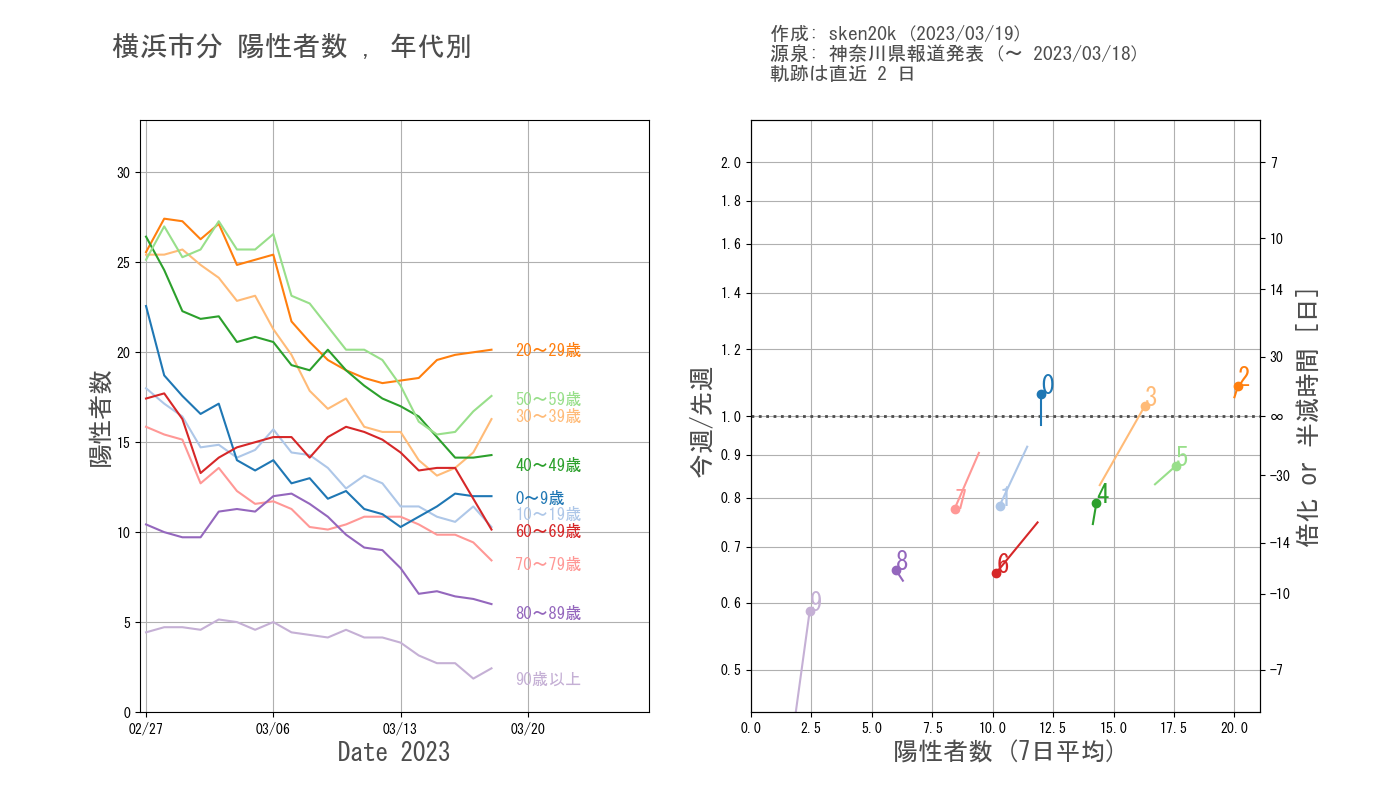 横浜市分 陽性者数 , 年代別
作成: sken20k (2023/03/19)
源泉: 神奈川県報道発表 (〜 2023/03/18)
軌跡は直近 2 日
陽性者数
30
25
20
15
10
5
0
02/27
03/06
03/13
03/20
Date 2023
20〜29歳
50〜59歳
30〜39歳
40〜49歳
0〜9歳
10〜19歳
60〜69歳
70〜79歳
80〜89歳
90歳以上
今週/先週
2.0
1.8
1.6
1.4
1.2
1.0
0.9
0.8
0.7
0.6
0.5
0.0
2.5
5.0
7.5
10.0
12.5
15.0
17.5
20.0
陽性者数 (7日平均)
2
0
3
5
4
1
7
6
8
9
7
10
14
30
∞
−30
−14
−10
−7
倍化 or 半減時間 [日]